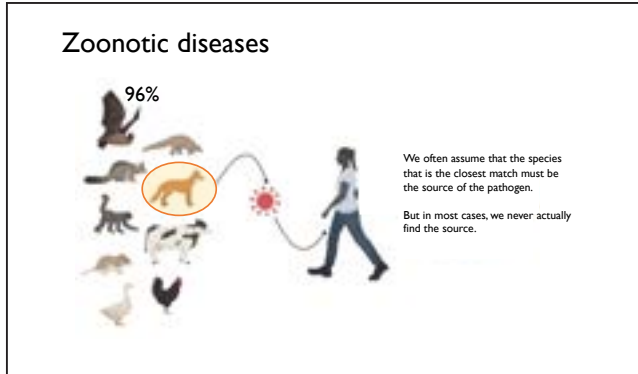 Zoonotic diseases
96%
We often assume that the species
that is the closest match must be
the source of the pathogen.
But in most cases, we never actually
find the source.